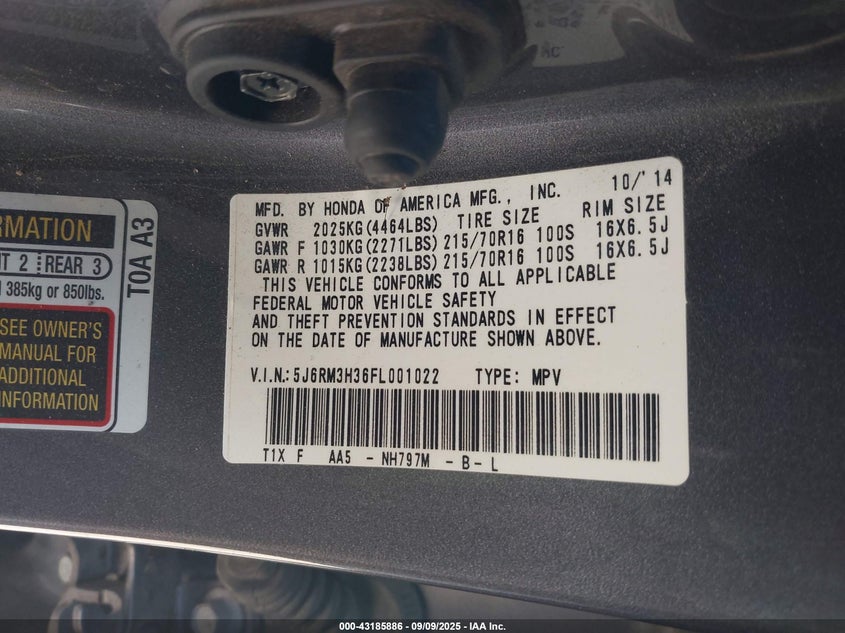 AC
RMATION
T 2 REAR 3
385kg or 850lbs.
SEE OWNER'S
MANUAL FOR
ADDITIONAL
INFORMATION
T0A A3
MFD. BY HONDA OF AMERICA MFG., INC. 10/'14
GVWR 2025KG(4464LBS) TIRE SIZE RIM SIZE
GAWR F 1030KG(2271LBS) 215/70R16 100S 16X6.5J
GAWR R 1015KG(2238LBS) 215/70R16 100S 16X6.5J
THIS VEHICLE CONFORMS TO ALL APPLICABLE
FEDERAL MOTOR VEHICLE SAFETY
AND THEFT PREVENTION STANDARDS IN EFFECT
ON THE DATE OF MANUFACTURE SHOWN ABOVE.
V.I.N.:5J6RM3H36FL001022 TYPE: MPV
T1X F AA5 - NH797M - B - L
000-43185886 - 09/09/2025 - IAA Inc.